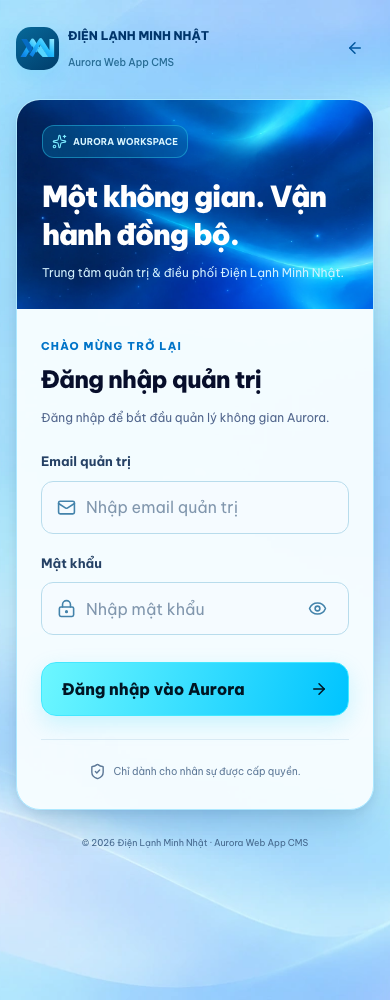 ĐIỆN LẠNH MINH NHẬT
Aurora Web App CMS
AURORA WORKSPACE
Một không gian. Vận
hành đồng bộ.
Trung tâm quản trị & điều phối Điện Lạnh Minh Nhật.
CHÀO MỪNG TRỞ LẠI
Đăng nhập quản trị
Đăng nhập để bắt đầu quản lý không gian Aurora.
Email quản trị
Nhập email quản trị
Mật khẩu
Nhập mật khẩu
Đăng nhập vào Aurora
Chỉ dành cho nhân sự được cấp quyền.
© 2026 Điện Lạnh Minh Nhật · Aurora Web App CMS